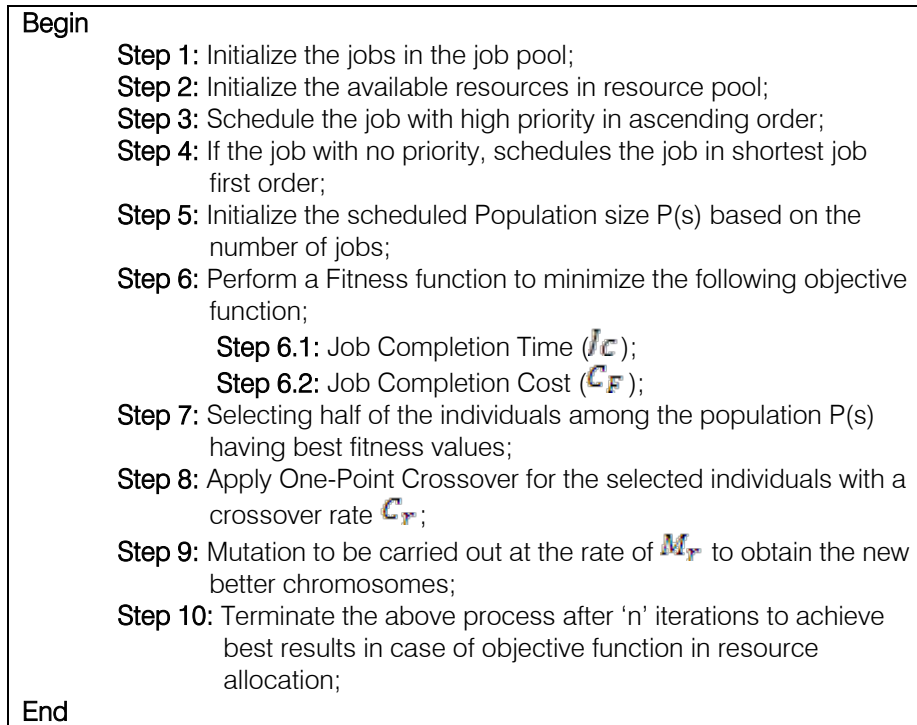 Begin
Step 1: Initialize the jobs in the job pool;
Step 2: Initialize the available resources in resource pool;
Step 3: Schedule the job with high priority in ascending order;
Step 4: If the job with no priority, schedules the job in shortest job
first order;
Step 5: Initialize the scheduled Population size P(s) based on the
number of jobs;
Step 6: Perform a Fitness function to minimize the following objective
function;
Step 6.1: Job Completion Time (J_C);
Step 6.2: Job Completion Cost (C_F);
Step 7: Selecting half of the individuals among the population P(s)
having best fitness values;
Step 8: Apply One-Point Crossover for the selected individuals with a
crossover rate C_r;
Step 9: Mutation to be carried out at the rate of M_r to obtain the new
better chromosomes;
Step 10: Terminate the above process after ‘n’ iterations to achieve
best results in case of objective function in resource
allocation;
End